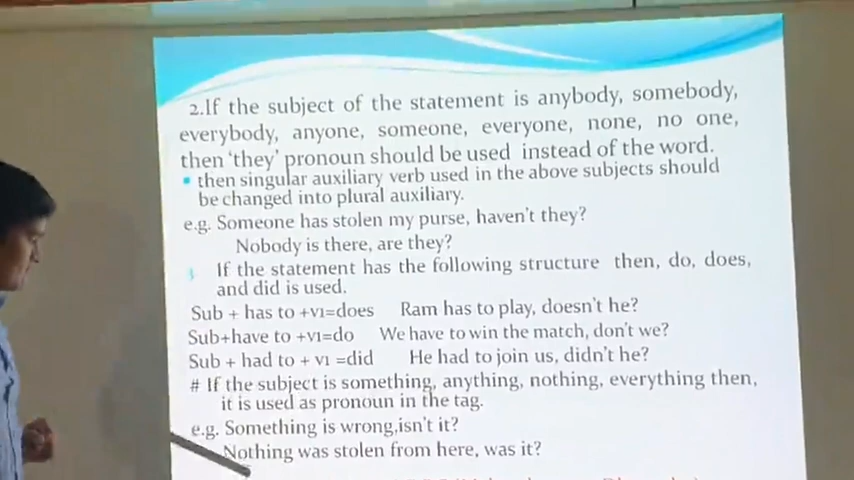 2.If the subject of the statement is anybody, somebody,
everybody, anyone, someone, everyone, none, no one,
then ‘they’ pronoun should be used instead of the word.
▪ then singular auxiliary verb used in the above subjects should
be changed into plural auxiliary.
e.g. Someone has stolen my purse, haven't they?
Nobody is there, are they?
3 If the statement has the following structure then, do, does,
and did is used.
Sub + has to +v1=does Ram has to play, doesn't he?
Sub+have to +v1=do We have to win the match, don't we?
Sub + had to + v1 =did He had to join us, didn't he?
# If the subject is something, anything, nothing, everything then,
it is used as pronoun in the tag.
e.g. Something is wrong,isn't it?
Nothing was stolen from here, was it?